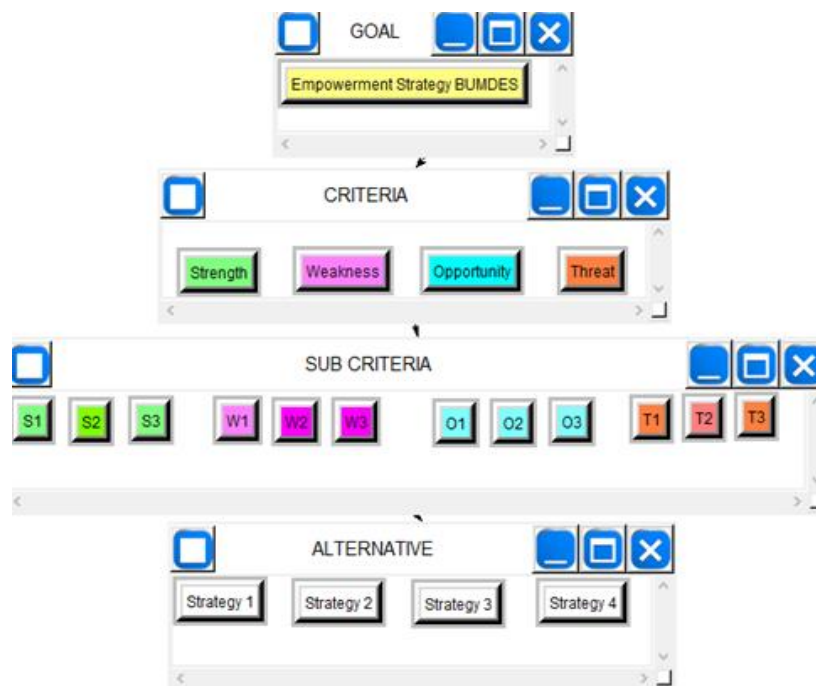 GOAL
Empowerment Strategy BUMDES
CRITERIA
Strength Weakness Opportunity Threat
SUB CRITERIA
S1 S2 S3 W1 W2 W3 O1 O2 O3 T1 T2 T3
ALTERNATIVE
Strategy 1 Strategy 2 Strategy 3 Strategy 4